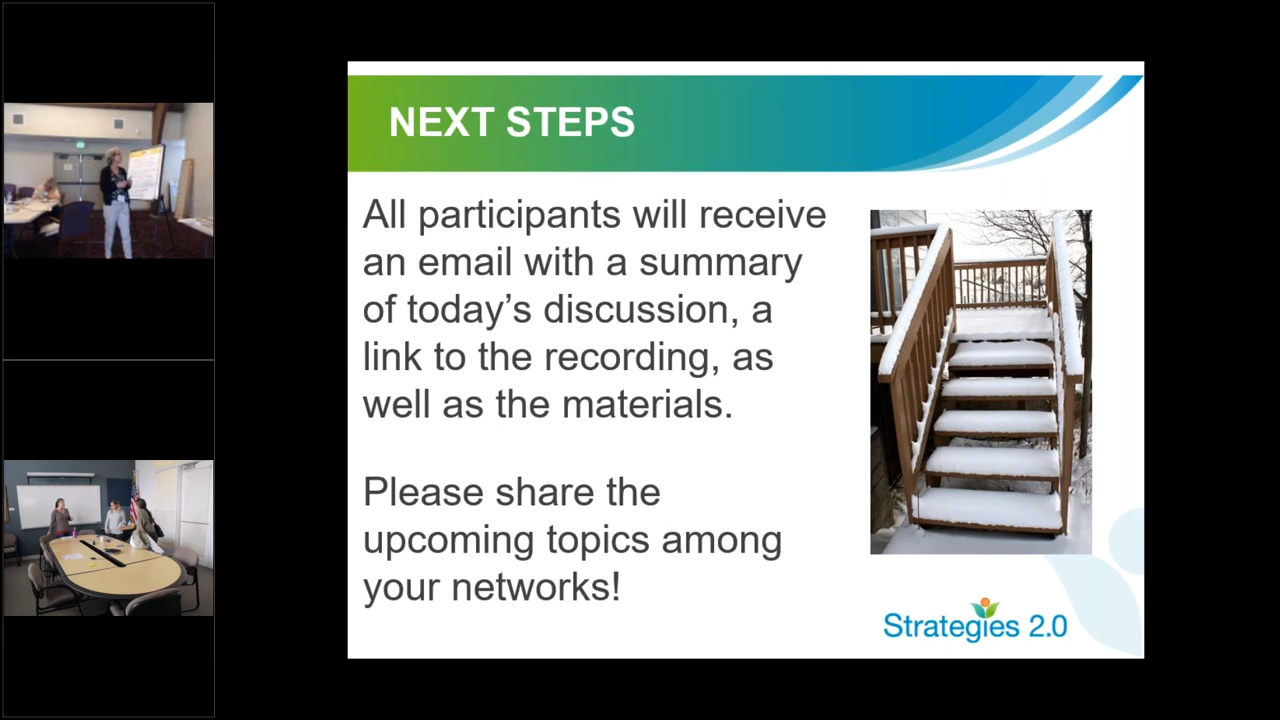 NEXT STEPS
All participants will receive
an email with a summary
of today’s discussion, a
link to the recording, as
well as the materials.
Please share the
upcoming topics among
your networks!
Strategies 2.0